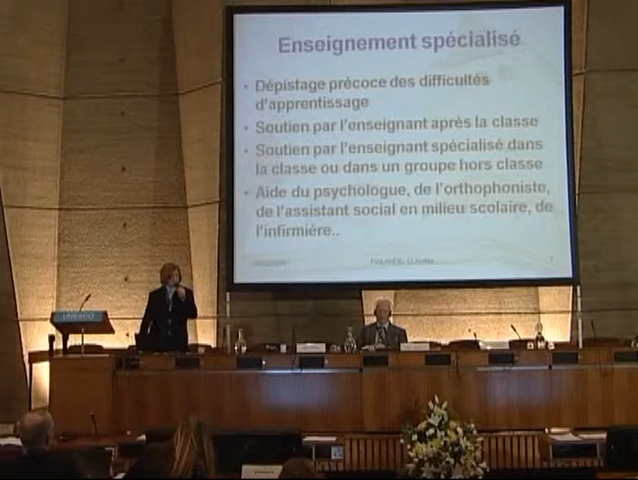 Enseignement spécialisé
• Dépistage précoce des difficultés
d'apprentissage
• Soutien par l'enseignant après la classe
• Soutien par l'enseignant spécialisé dans
la classe ou dans un groupe hors classe
• Aide du psychologue, de l'orthophoniste,
de l'assistant social en milieu scolaire, de
l'infirmière..
UNESCO